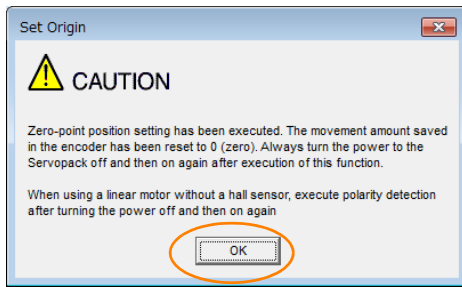 Set Origin
CAUTION
Zero-point position setting has been executed. The movement amount saved
in the encoder has been reset to 0 (zero). Always turn the power to the
Servopack off and then on again after execution of this function.
When using a linear motor without a hall sensor, execute polarity detection
after turning the power off and then on again
OK